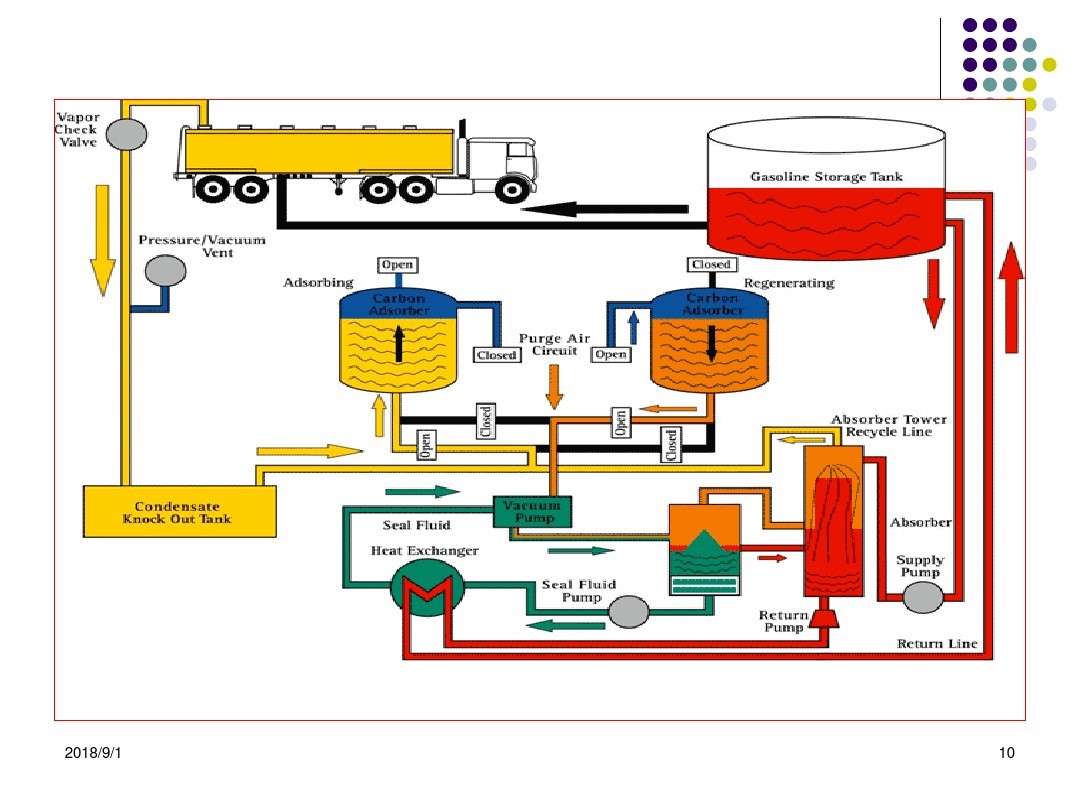 Vapor
Check
Valve
Gasoline Storage Tank
Pressure/Vacuum
Vent
Open
Closed
Adsorbing
Regenerating
Carbon
Adsorber
Carbon
Adsorber
Purge Air
Circuit
Closed
Open
Closed
Open
Open
Closed
Absorber Tower
Recycle Line
Condensate
Knock Out Tank
Vacuum
Pump
Seal Fluid
Absorber
Heat Exchanger
Supply
Pump
Seal Fluid
Pump
Return
Pump
Return Line
2018/9/1
10